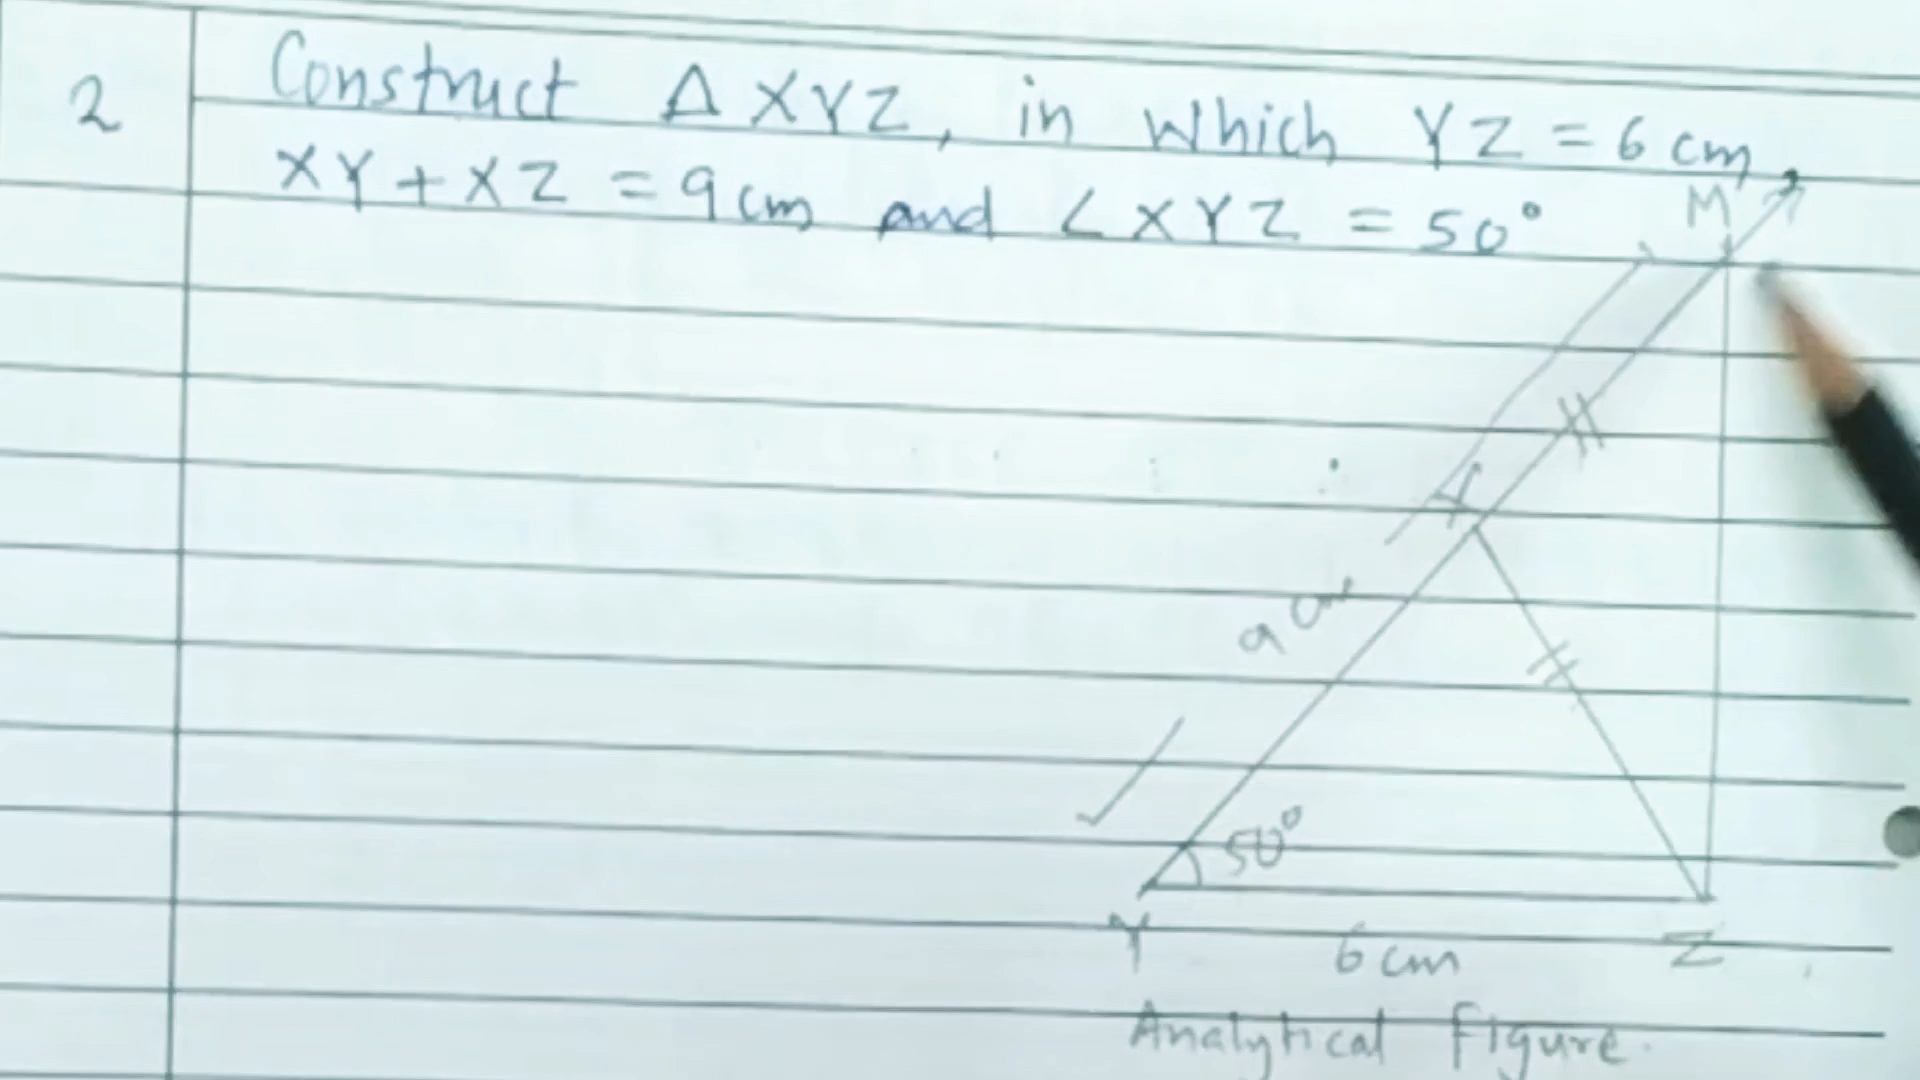 2
Construct Δ XYZ, in which YZ = 6 cm,
XY + XZ = 9 cm and ∠XYZ = 50°
M
X
9 cm
50°
Y
6 cm
Z
Analytical Figure.